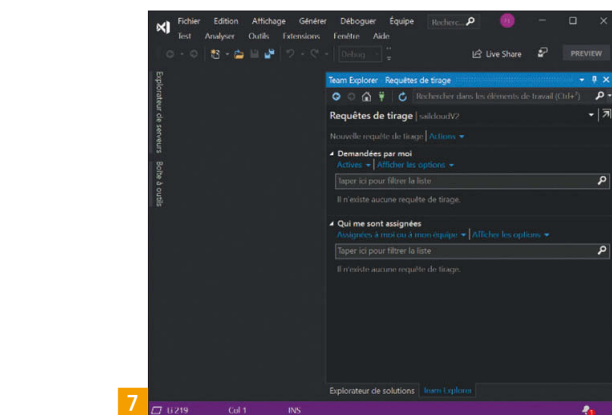 Fichier Edition Affichage Générer Déboguer Équipe Recherc...
Test Analyser Outils Extensions Fenêtre Aide
Debug Live Share PREVIEW
Explorateur de serveurs
Boîte à outils
Team Explorer - Requêtes de tirage
Rechercher dans les éléments de travail (Ctrl+')
Requêtes de tirage | sailcloudV2
Nouvelle requête de tirage | Actions
Demandées par moi
Actives | Afficher les options
Taper ici pour filtrer la liste
Il n'existe aucune requête de tirage.
Qui me sont assignées
Assignées à moi ou à mon équipe | Afficher les options
Taper ici pour filtrer la liste
Il n'existe aucune requête de tirage.
Explorateur de solutions Team Explorer
7
Li 219 Col 1 INS